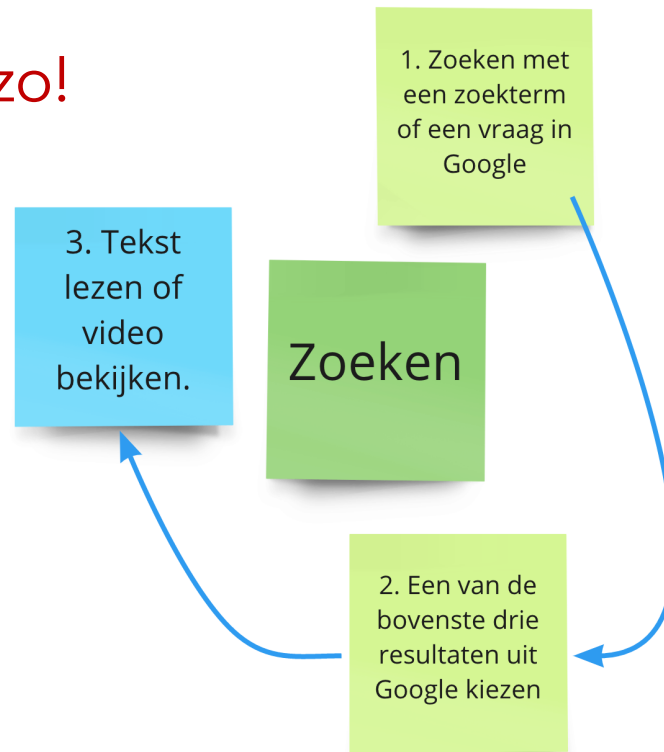 zo!
1. Zoeken met
een zoekterm
of een vraag in
Google
3. Tekst
lezen of
video
bekijken.
Zoeken
2. Een van de
bovenste drie
resultaten uit
Google kiezen